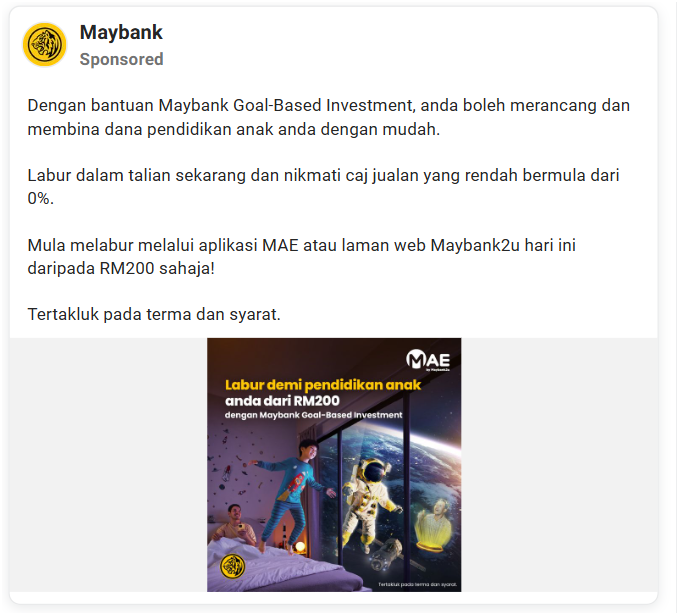 Maybank
Sponsored
Dengan bantuan Maybank Goal-Based Investment, anda boleh merancang dan
membina dana pendidikan anak anda dengan mudah.
Labur dalam talian sekarang dan nikmati caj jualan yang rendah bermula dari
0%.
Mula melabur melalui aplikasi MAE atau laman web Maybank2u hari ini
daripada RM200 sahaja!
Tertakluk pada terma dan syarat.
MAE
by Maybank2u
Labur demi pendidikan anak
anda dari RM200
dengan Maybank Goal-Based Investment
Tertakluk pada terma dan syarat.